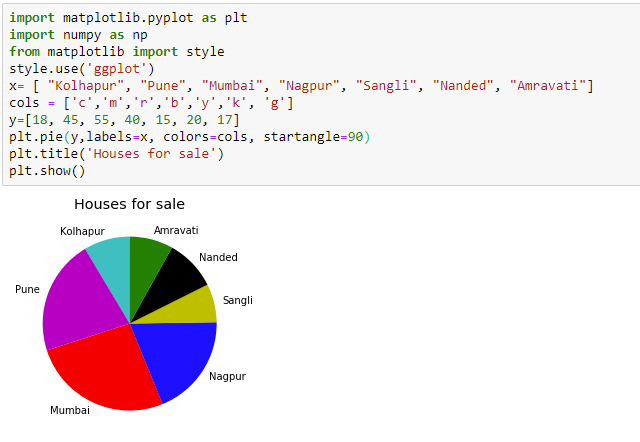 import matplotlib.pyplot as plt
import numpy as np
from matplotlib import style
style.use('ggplot')
x= [ "Kolhapur", "Pune", "Mumbai", "Nagpur", "Sangli", "Nanded", "Amravati"]
cols = ['c','m','r','b','y','k', 'g']
y=[18, 45, 55, 40, 15, 20, 17]
plt.pie(y,labels=x, colors=cols, startangle=90)
plt.title('Houses for sale')
plt.show()
Houses for sale
Kolhapur
Amravati
Nanded
Pune
Sangli
Nagpur
Mumbai